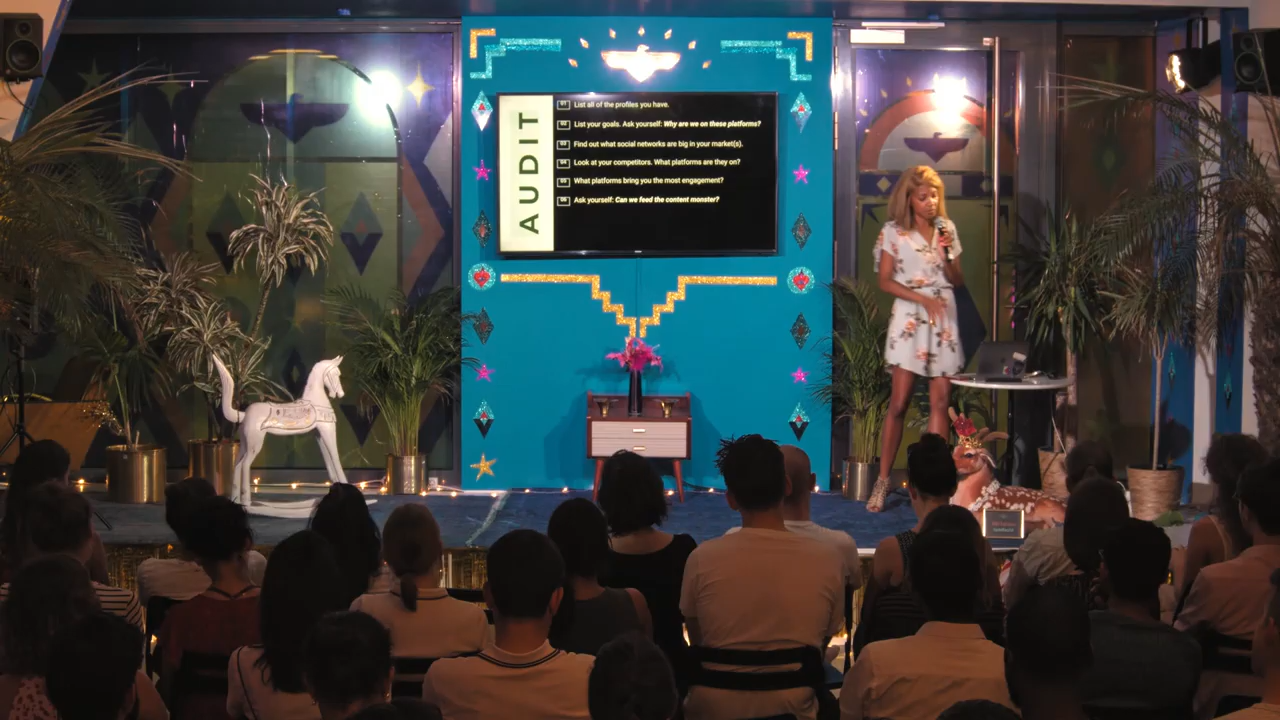 AUDIT
01 List all of the profiles you have.
02 List your goals. Ask yourself: Why are we on these platforms?
03 Find out what social networks are big in your market(s).
04 Look at your competitors. What platforms are they on?
05 What platforms bring you the most engagement?
06 Ask yourself: Can we feed the content monster?